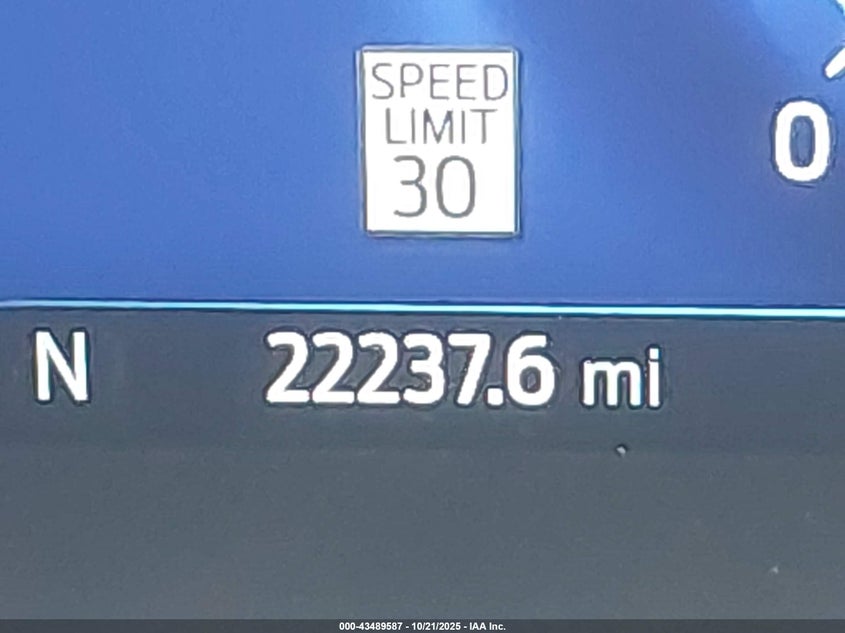 SPEED
LIMIT
30
0
N 22237.6 mi
000-43489587 - 10/21/2025 - IAA Inc.